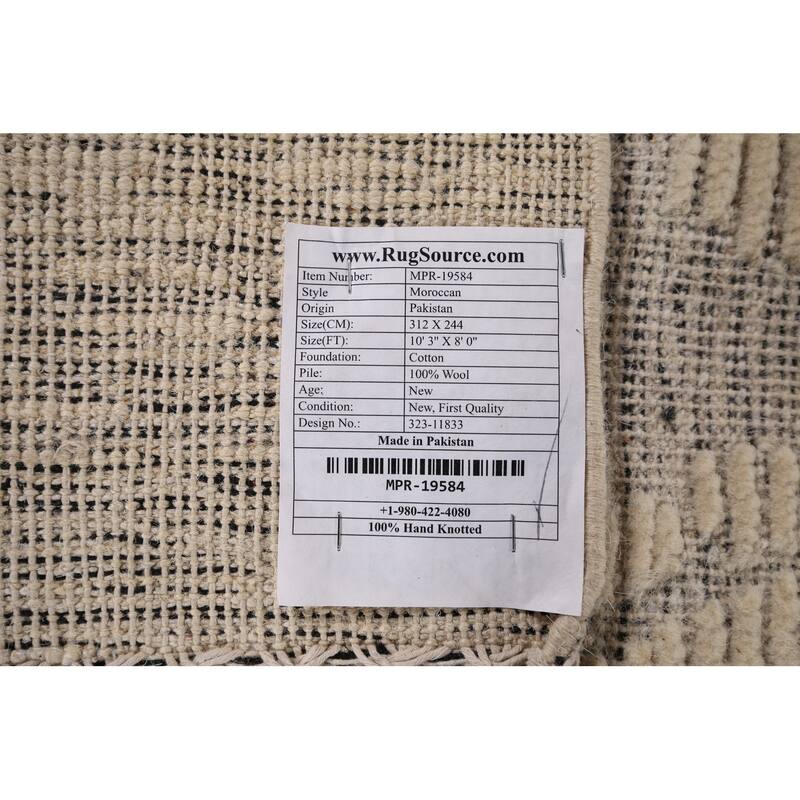 www.RugSource.com
Item Number: MPR-19584
Style Moroccan
Origin Pakistan
Size(CM): 312 X 244
Size(FT): 10' 3" X 8' 0"
Foundation: Cotton
Pile: 100% Wool
Age; New
Condition: New, First Quality
Design No.: 323-11833
Made in Pakistan
MPR-19584
+1-980-422-4080
100% Hand Knotted